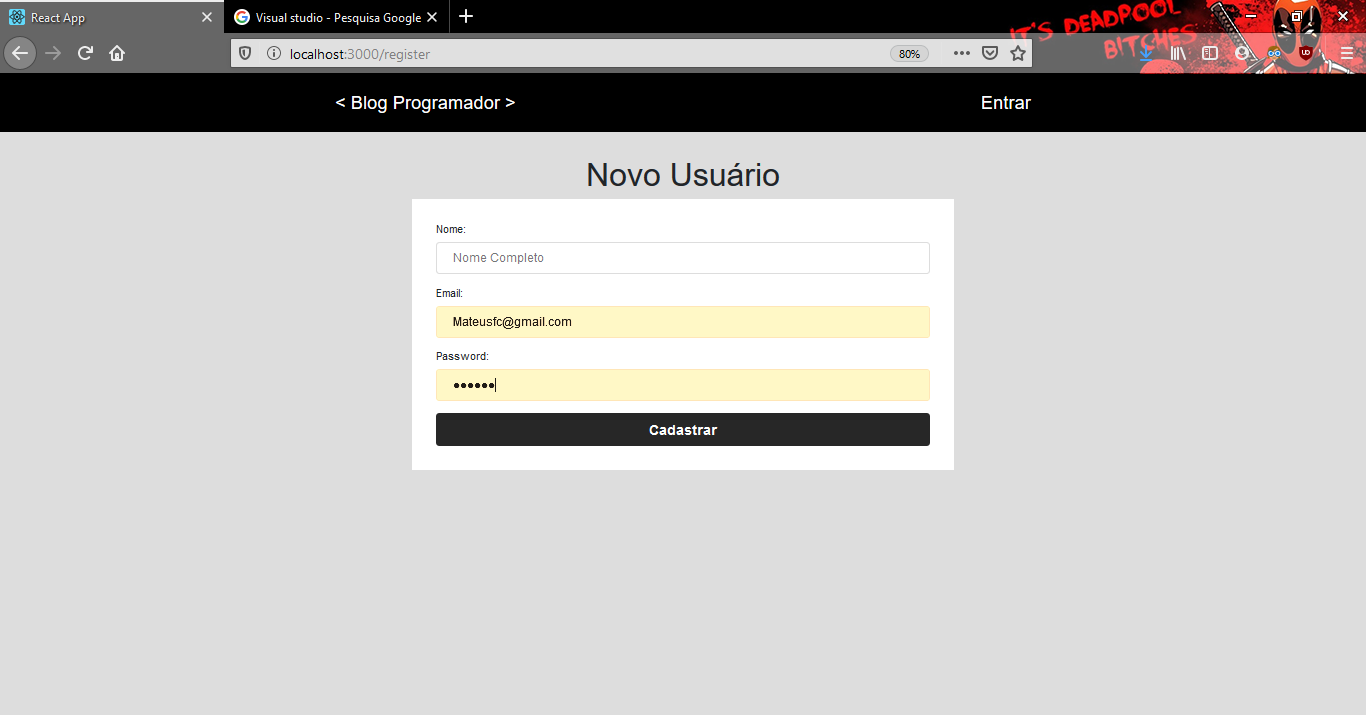 React App
Visual studio - Pesquisa Google
IT'S DEADPOOL
BITCHES
localhost:3000/register
80%
< Blog Programador >
Entrar
Novo Usuário
Nome:
Nome Completo
Email:
Mateusfc@gmail.com
Password:
Cadastrar